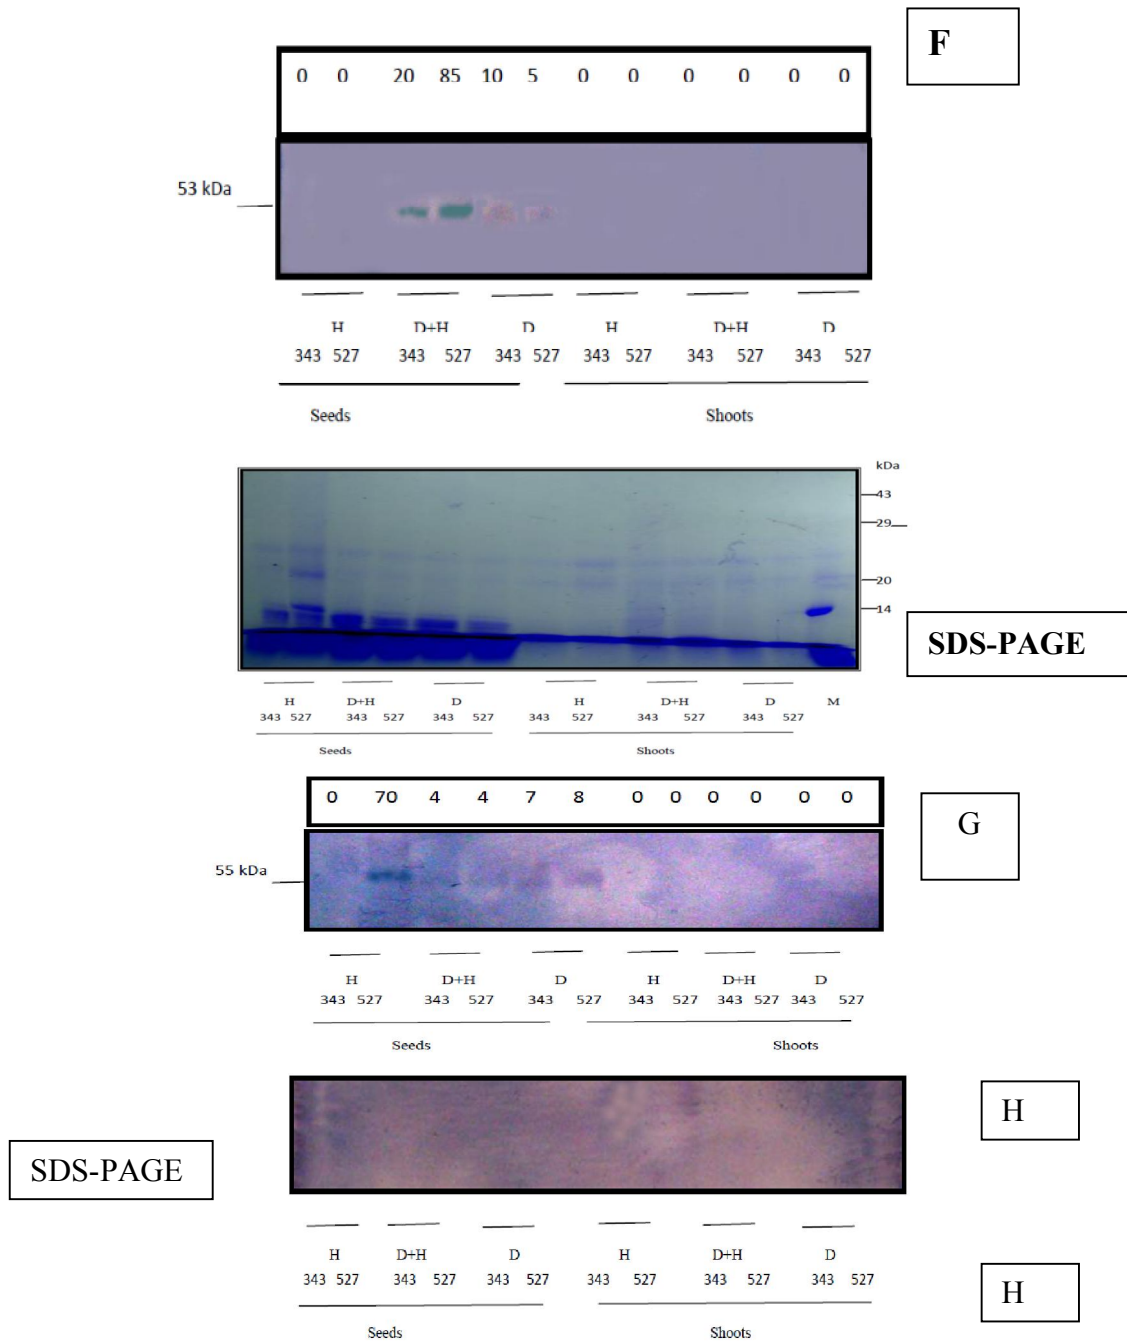 F
0 0 20 85 10 5 0 0 0 0 0 0
53 kDa
H D+H D H D+H D
343 527 343 527 343 527 343 527 343 527 343 527
Seeds Shoots
kDa
43
29
20
14
SDS-PAGE
H D+H D H D+H D M
343 527 343 527 343 527 343 527 343 527 343 527
Seeds Shoots
0 70 4 4 7 8 0 0 0 0 0 0
G
55 kDa
H D+H D H D+H D
343 527 343 527 343 527 343 527 343 527 343 527
Seeds Shoots
H
SDS-PAGE
H D+H D H D+H D
343 527 343 527 343 527 343 527 343 527 343 527
H
Seeds Shoots